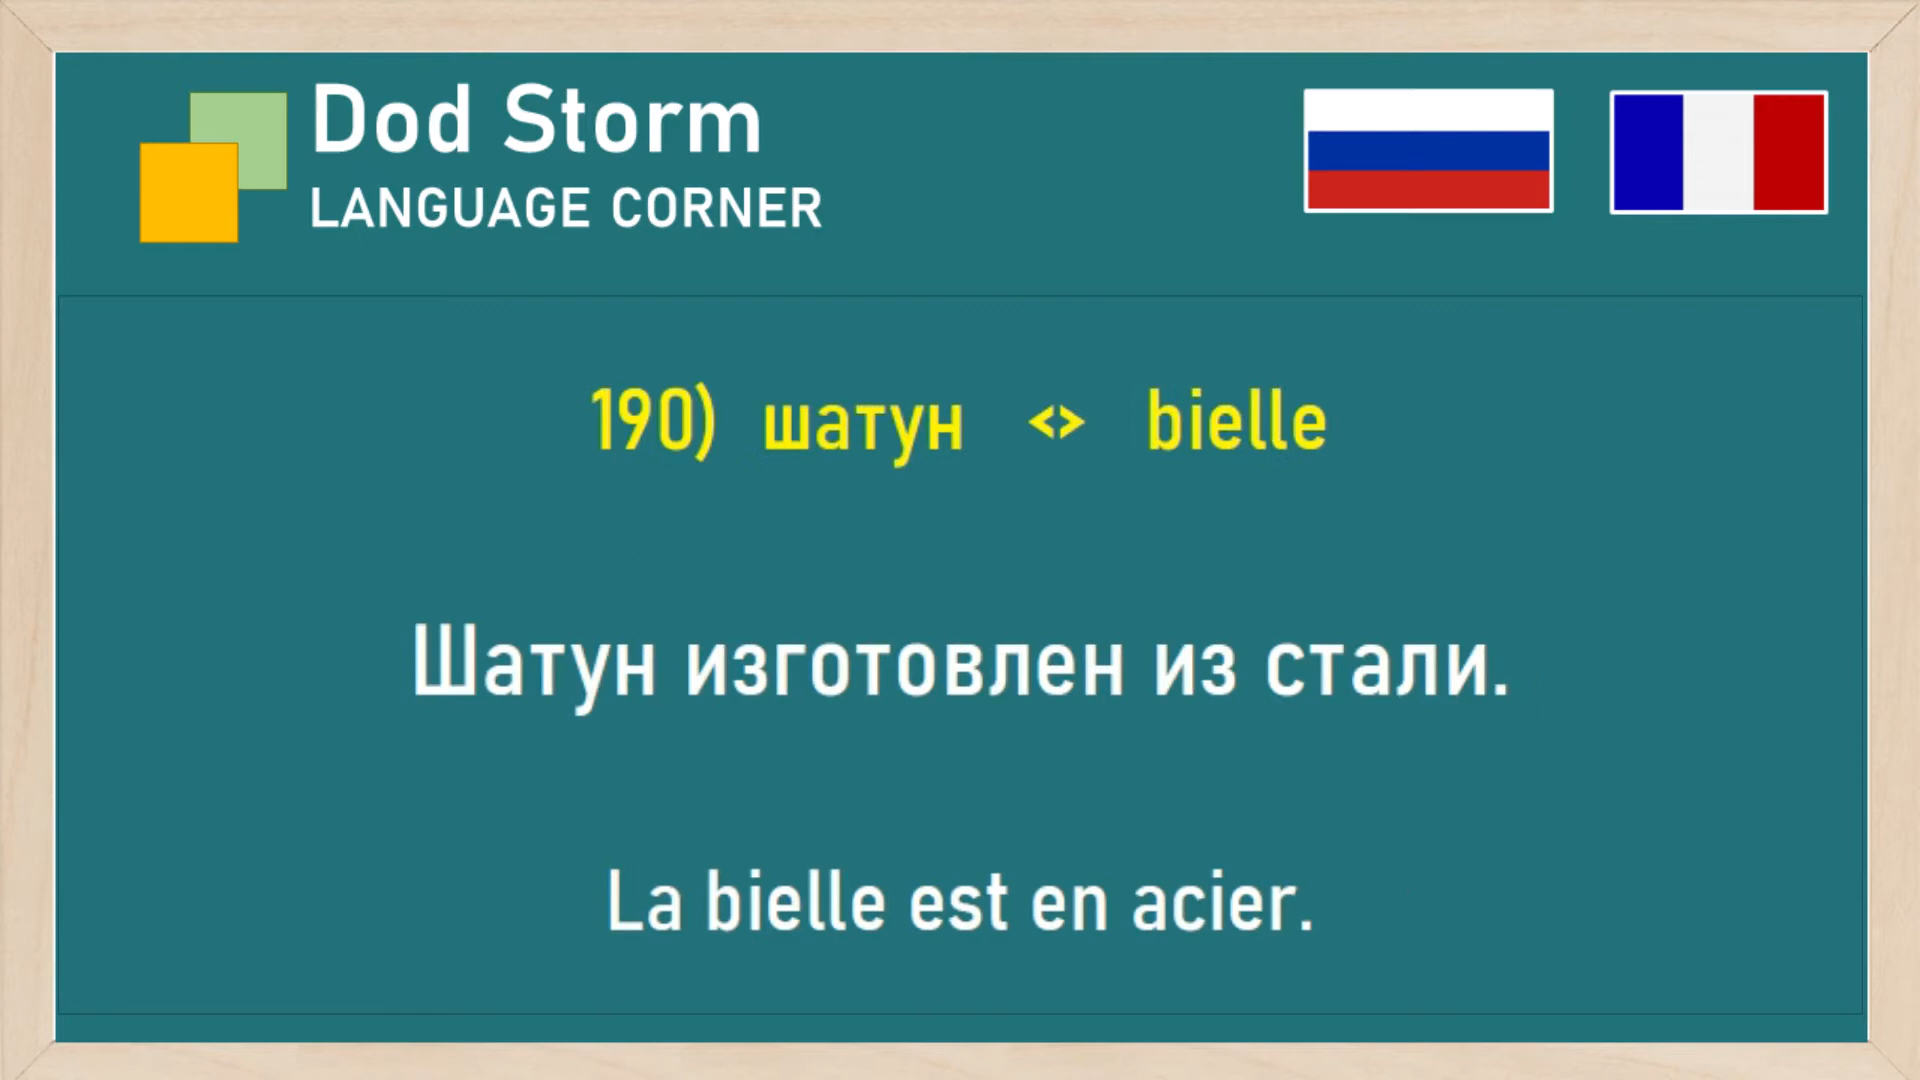 Dod Storm
LANGUAGE CORNER
190) шатун <> bielle
Шатун изготовлен из стали.
La bielle est en acier.